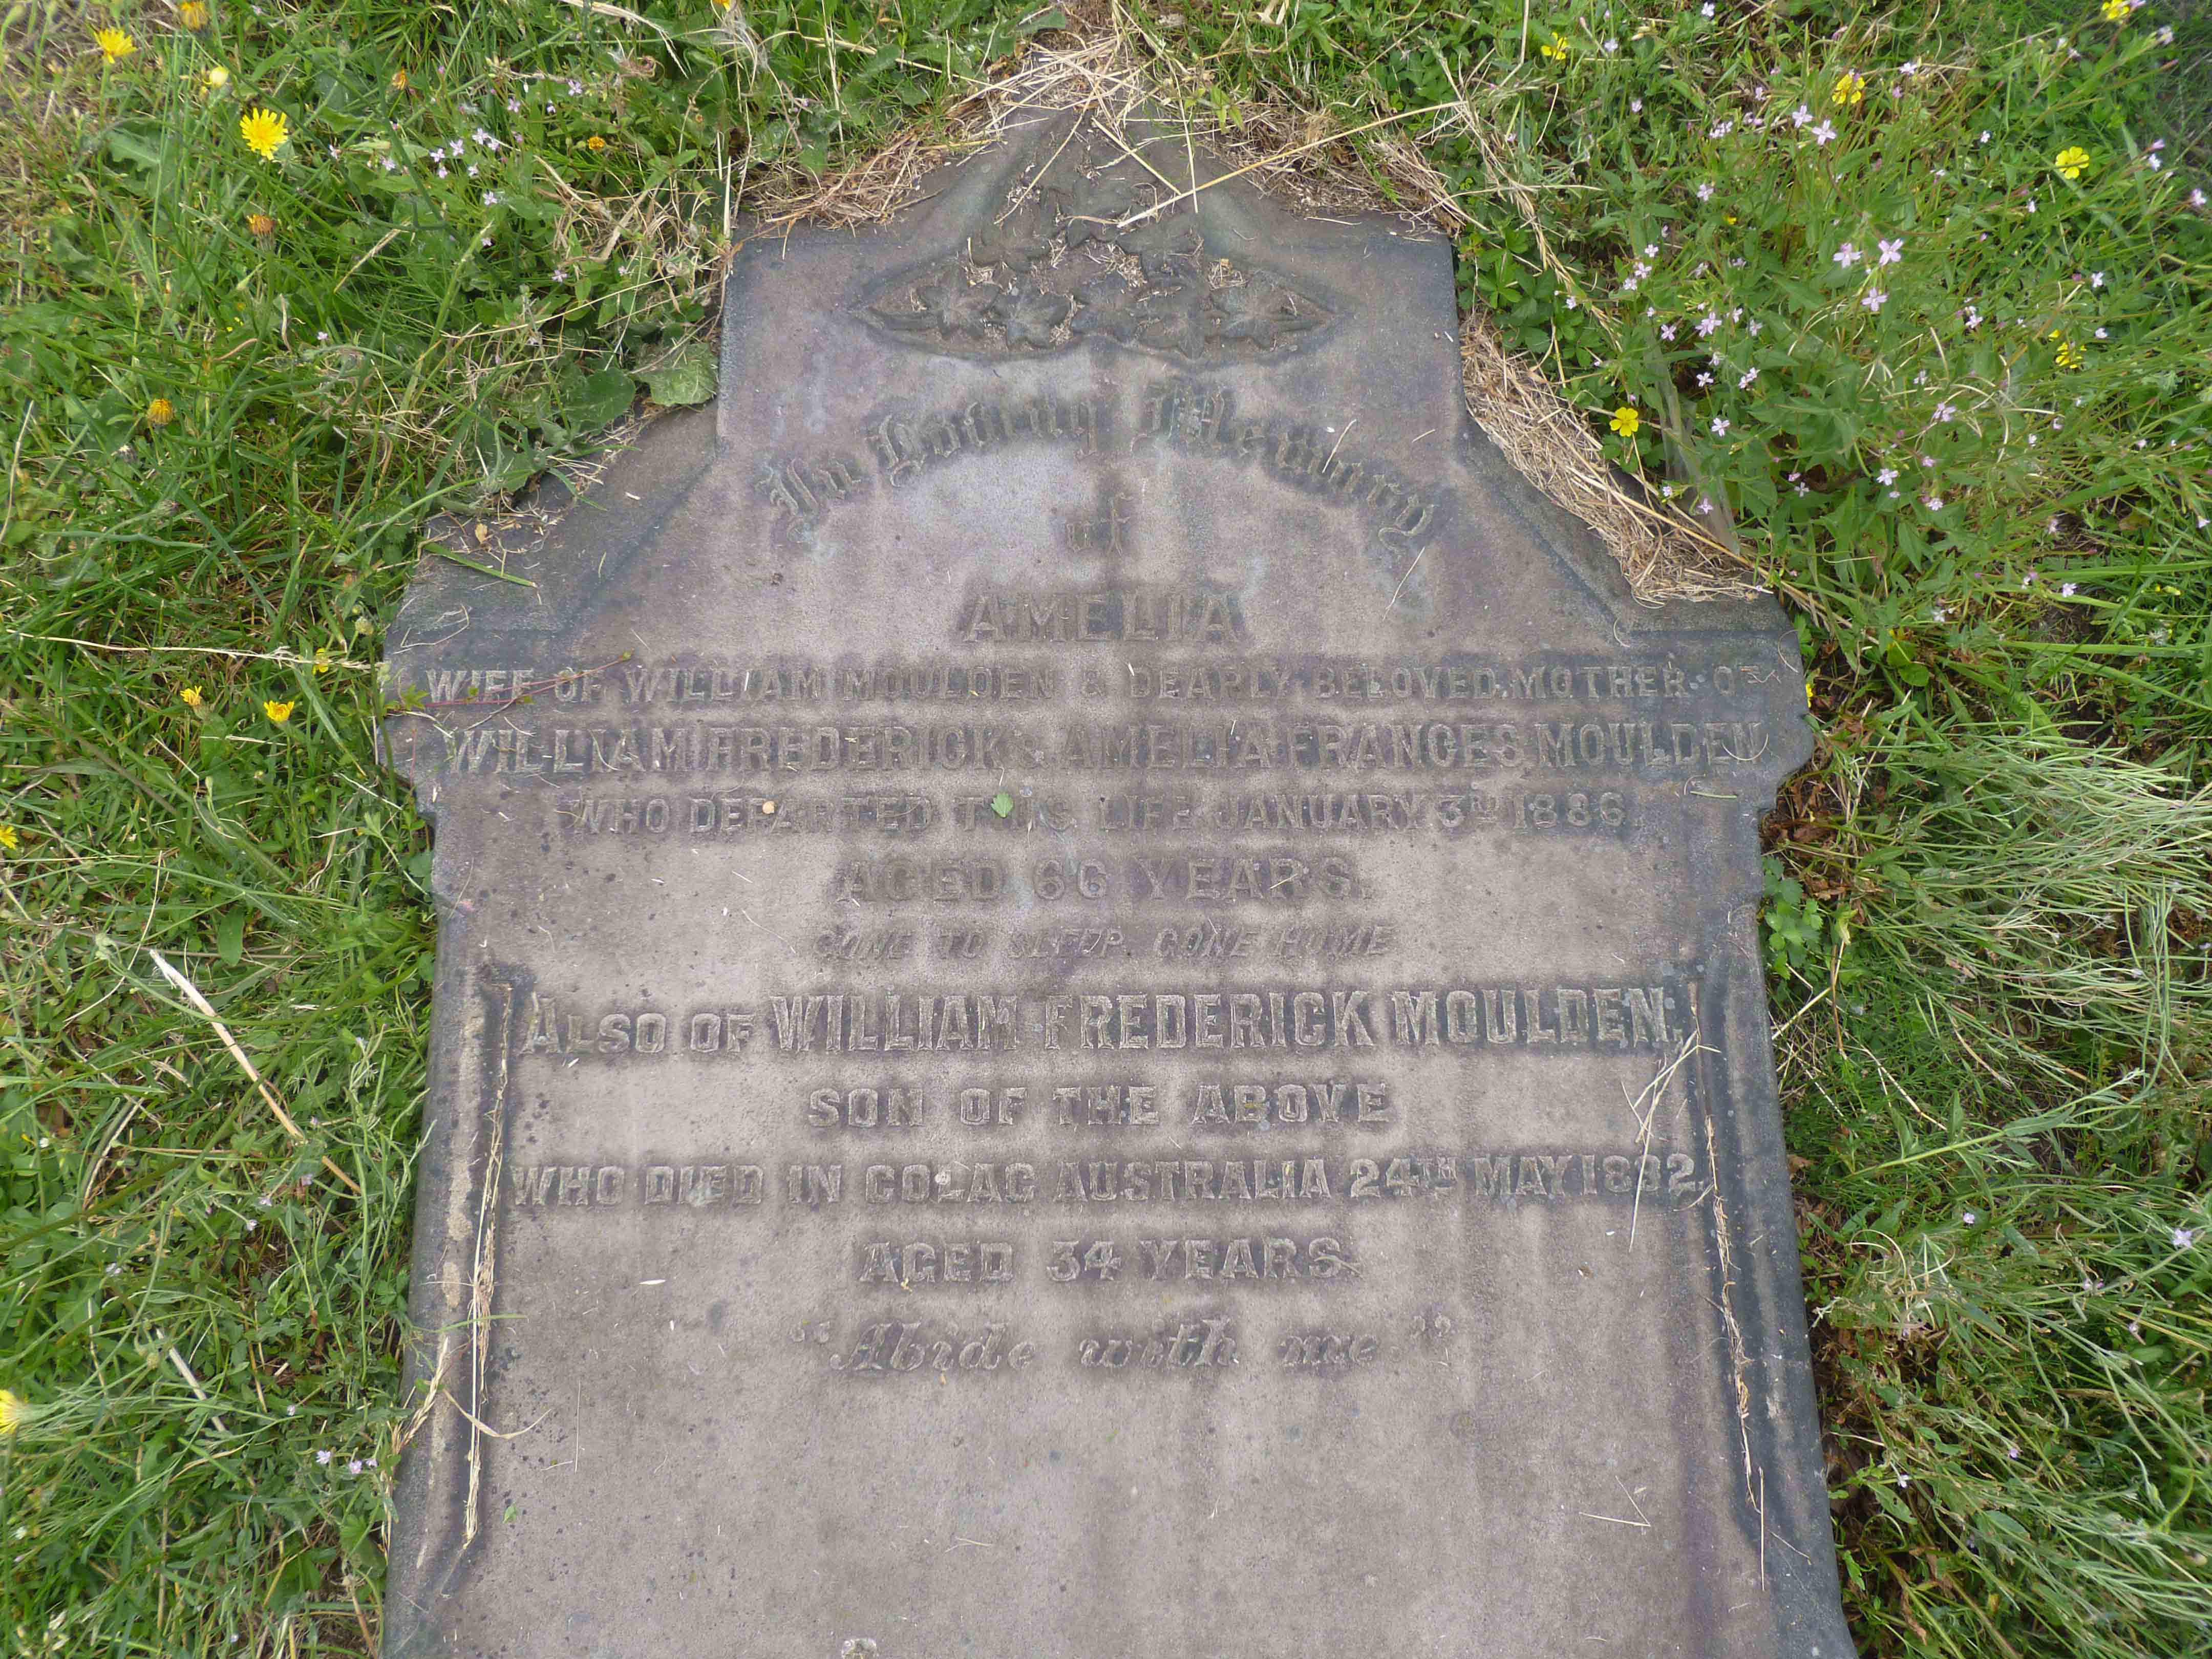 In Loving Memory
of
AMELIA
WIFE OF WILLIAM MOULDEN & DEARLY BELOVED MOTHER OF
WILLIAM FREDERICK & AMELIA FRANCES MOULDEN
WHO DEPARTED THIS LIFE JANUARY 3RD 1886
AGED 66 YEARS.
GONE TO SLEEP, GONE HOME
ALSO OF WILLIAM FREDERICK MOULDEN,
SON OF THE ABOVE
WHO DIED IN COLAC AUSTRALIA 24TH MAY
AGED 34 YEARS.
"Abide with me."